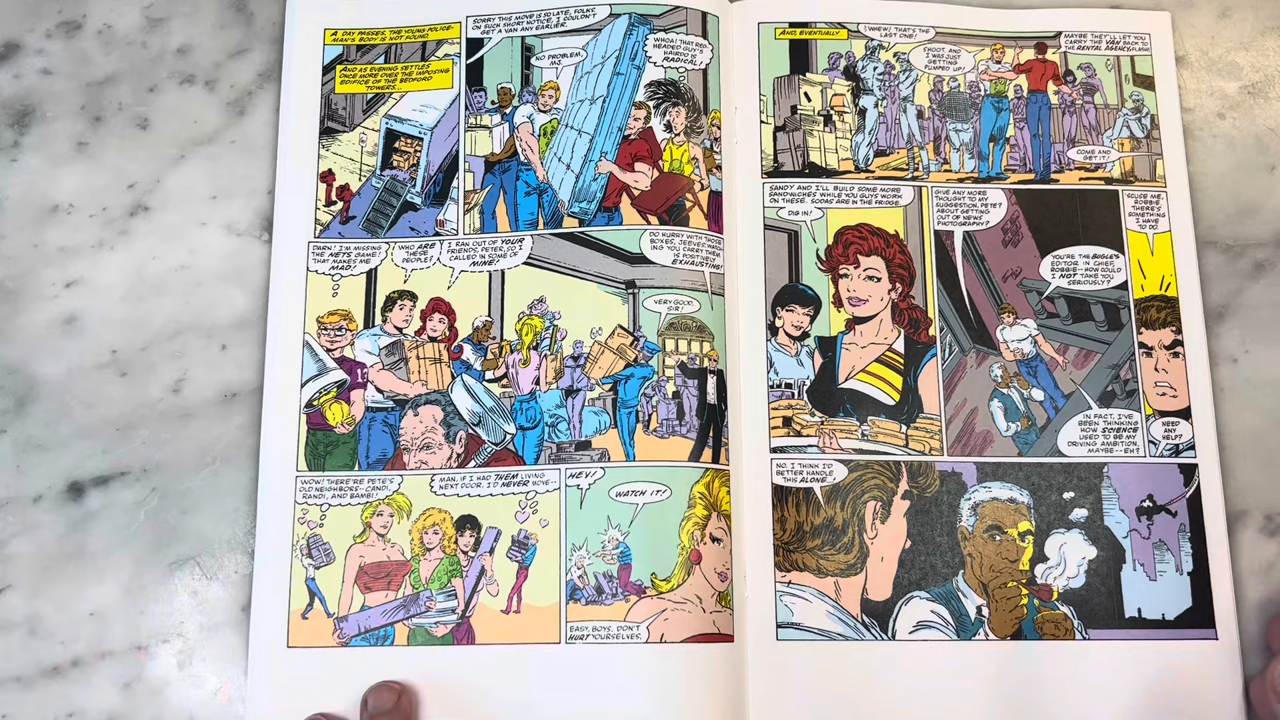 A DAY PASSES. THE YOUNG POLICE-
MAN'S BODY IS NOT FOUND.
AND AS EVENING SETTLES
ONCE MORE OVER THE IMPOSING
EDIFICE OF THE BEDFORD
TOWERS...
SORRY THIS MOVE IS SO LATE, FOLKS.
ON SUCH SHORT NOTICE, I COULDN'T
GET A VAN ANY EARLIER.
NO PROBLEM,
MJ.
WHOA! THAT RED-
HEADED GUY'S
HAIRDO IS
RADICAL!
DARN! I'M MISSING
THE NETS GAME!
THAT MAKES ME
MAD!
WHO ARE
THESE
PEOPLE?
I RAN OUT OF YOUR
FRIENDS, PETER, SO I
CALLED IN SOME OF
MINE!
DO HURRY WITH THOSE
BOXES, JEEVES. WATCH-
ING YOU CARRY THEM
IS POSITIVELY
EXHAUSTING!
VERY GOOD,
SIR!
WOW! THERE'RE PETE'S
OLD NEIGHBORS--CANDI,
RANDI, AND BAMBI!
MAN, IF I HAD THEM LIVING
NEXT DOOR, I'D NEVER MOVE--
HEY!
WATCH IT!
EASY, BOYS. DON'T
HURT YOURSELVES.
AND, EVENTUALLY...
WHEW! THAT'S THE
LAST ONE!
SHOOT. AND
I WAS JUST
GETTING
PUMPED UP!
MAYBE THEY'LL LET YOU
CARRY THE VAN BACK TO
THE RENTAL AGENCY, FLASH!
COME AND
GET IT!
SANDY AND I'LL BUILD SOME MORE
SANDWICHES WHILE YOU GUYS WORK
ON THESE. SODAS ARE IN THE FRIDGE.
DIG IN!
GIVE ANY MORE
THOUGHT TO MY
SUGGESTION, PETE?
ABOUT GETTING
OUT OF NEWS
PHOTOGRAPHY?
YOU'RE THE BUGLE'S
EDITOR IN CHIEF,
ROBBIE--HOW COULD
I NOT TAKE YOU
SERIOUSLY?
IN FACT, I'VE
BEEN THINKING
HOW SCIENCE
USED TO BE MY
DRIVING AMBITION.
MAYBE--EH?
'SCUSE ME,
ROBBIE,
THERE'S
SOMETHING
I HAVE
TO DO.
NEED
ANY
HELP?
NO. I THINK I'D
BETTER HANDLE
THIS ALONE...!